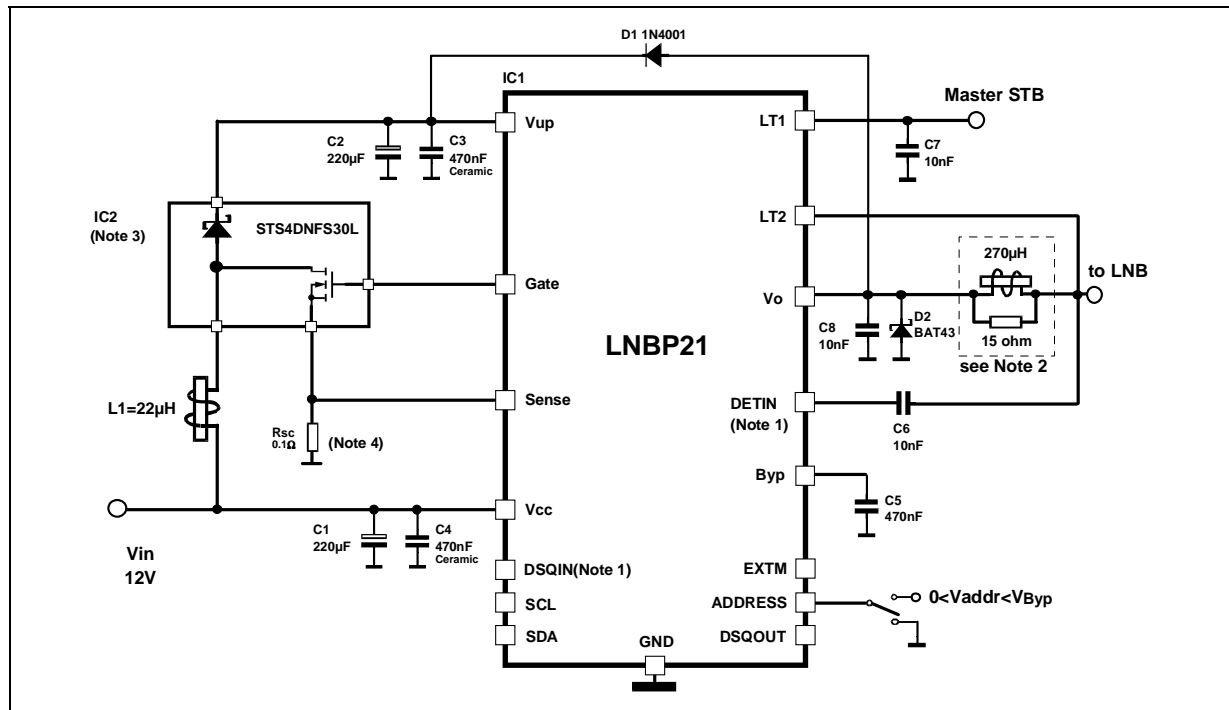 D1 1N4001
IC1
Master STB
Vup
LT1
C2
220µF
C3
470nF
Ceramic
C7
10nF
IC2
(Note 3)
STS4DNFS30L
LT2
270µH
to LNB
Gate
Vo
C8
10nF
D2
BAT43
15 ohm
see Note 2
LNBP21
L1=22µH
Sense
DETIN
(Note 1)
C6
10nF
Rsc
0.1Ω
(Note 4)
Byp
C5
470nF
Vcc
Vin
12V
C1
220µF
C4
470nF
Ceramic
DSQIN(Note 1)
EXTM
SCL
ADDRESS
0<Vaddr<VByp
SDA
DSQOUT
GND